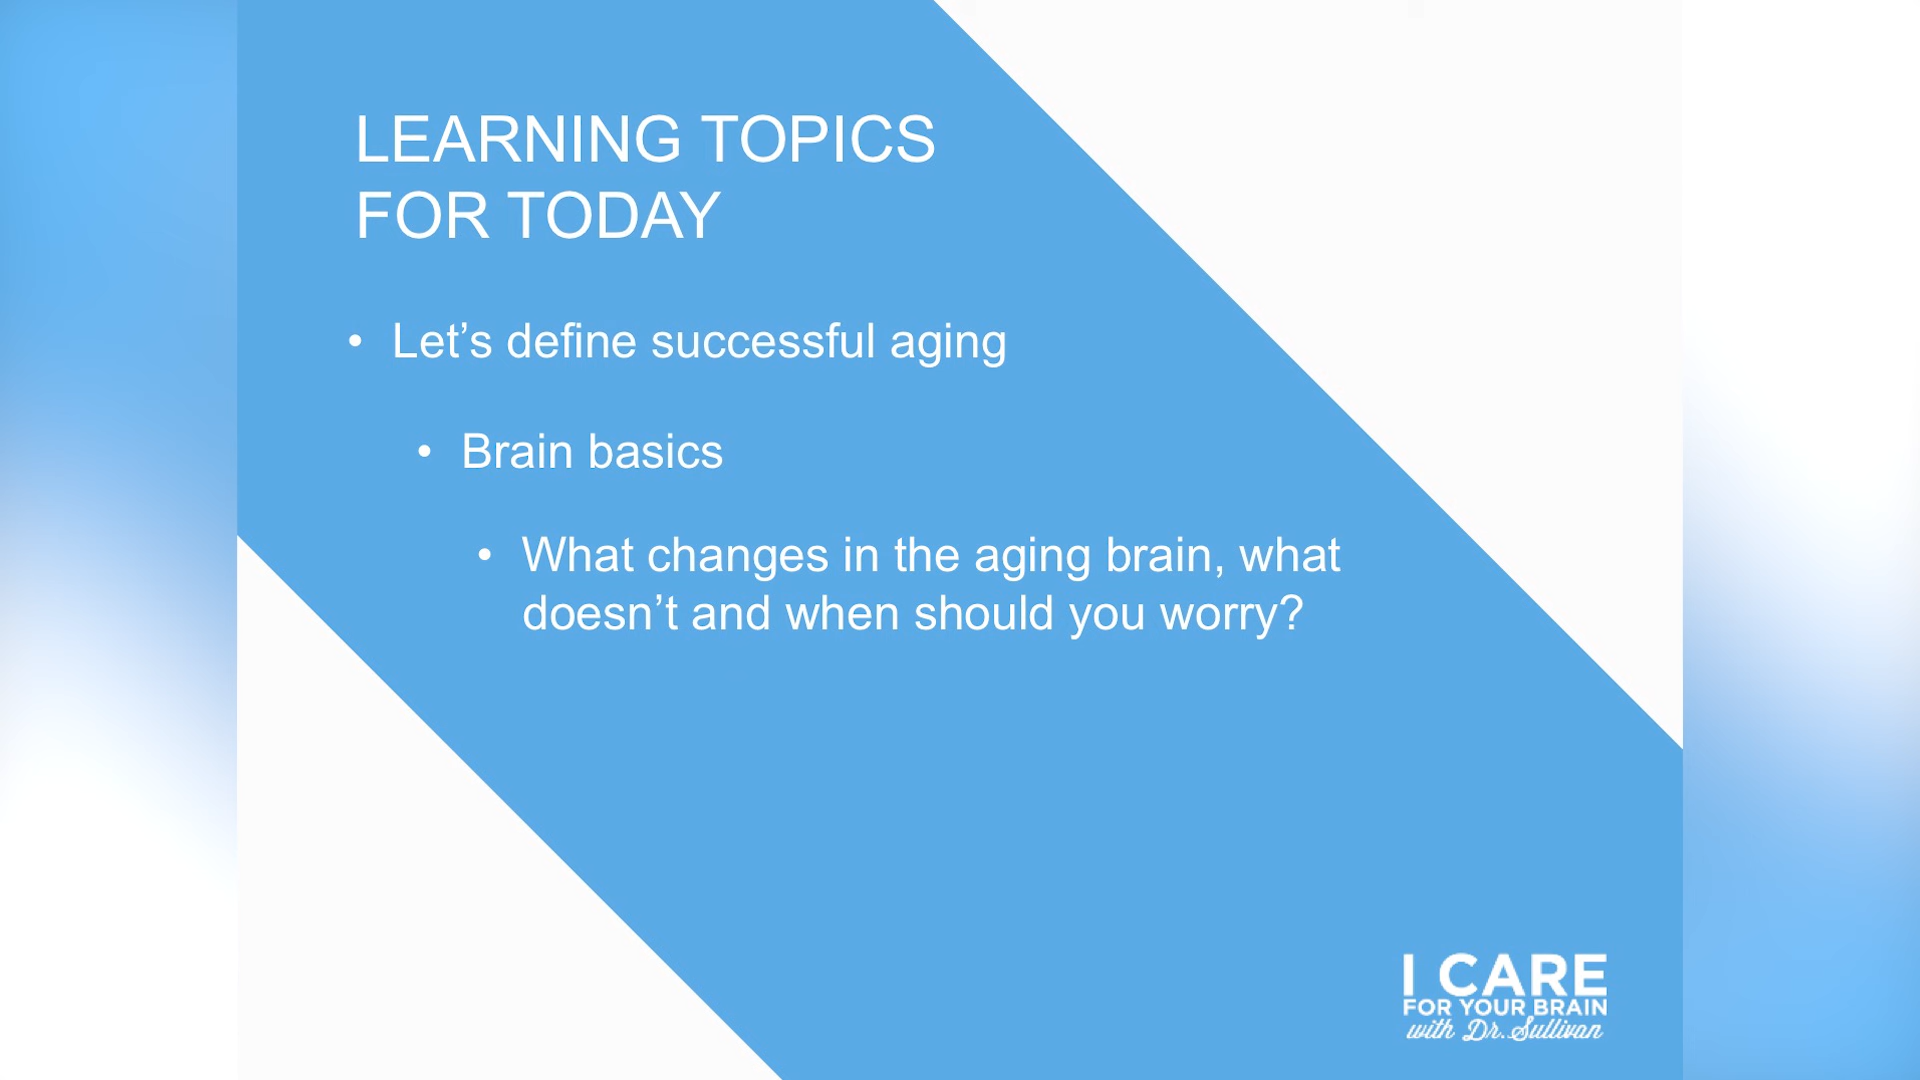 LEARNING TOPICS
FOR TODAY
• Let’s define successful aging
• Brain basics
• What changes in the aging brain, what
doesn’t and when should you worry?
I CARE
FOR YOUR BRAIN
with Dr. Sullivan